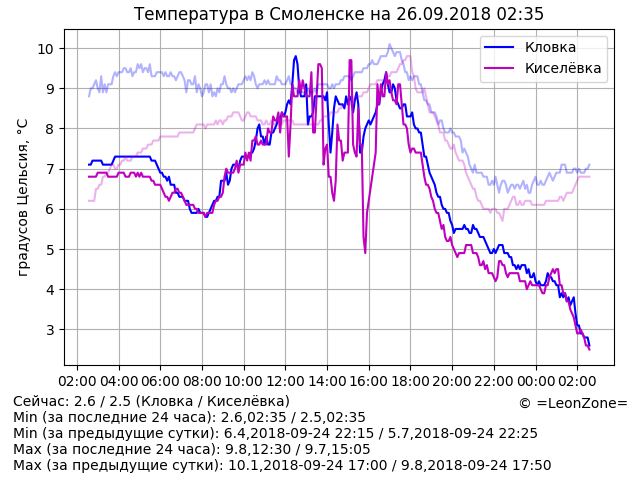 Температура в Смоленске на 26.09.2018 02:35
градусов Цельсия, °C
10
9
8
7
6
5
4
3
Кловка
Киселёвка
02:00 04:00 06:00 08:00 10:00 12:00 14:00 16:00 18:00 20:00 22:00 00:00 02:00
Сейчас: 2.6 / 2.5 (Кловка / Киселёвка)
© =LeonZone=
Min (за последние 24 часа): 2.6,02:35 / 2.5,02:35
Min (за предыдущие сутки): 6.4,2018-09-24 22:15 / 5.7,2018-09-24 22:25
Max (за последние 24 часа): 9.8,12:30 / 9.7,15:05
Max (за предыдущие сутки): 10.1,2018-09-24 17:00 / 9.8,2018-09-24 17:50